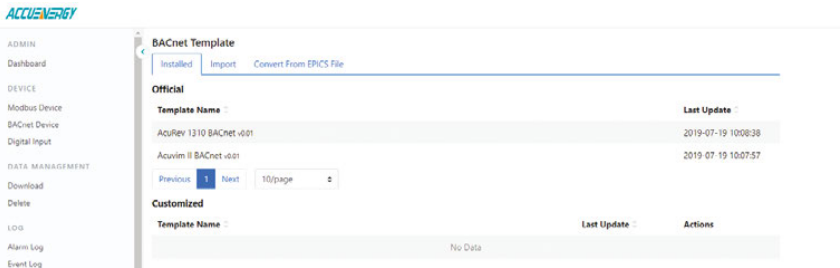 ACCUENERGY
ADMIN
Dashboard
DEVICE
Modbus Device
BACnet Device
Digital Input
DATA MANAGEMENT
Download
Delete
LOG
Alarm Log
Event Log
BACnet Template
Installed Import Convert From EPICS File
Official
Template Name Last Update
AcuRev 1310 BACnet v0.01 2019-07-19 10:08:38
Acuvim II BACnet v0.01 2019-07-19 10:07:57
Previous 1 Next 10/page
Customized
Template Name Last Update Actions
No Data